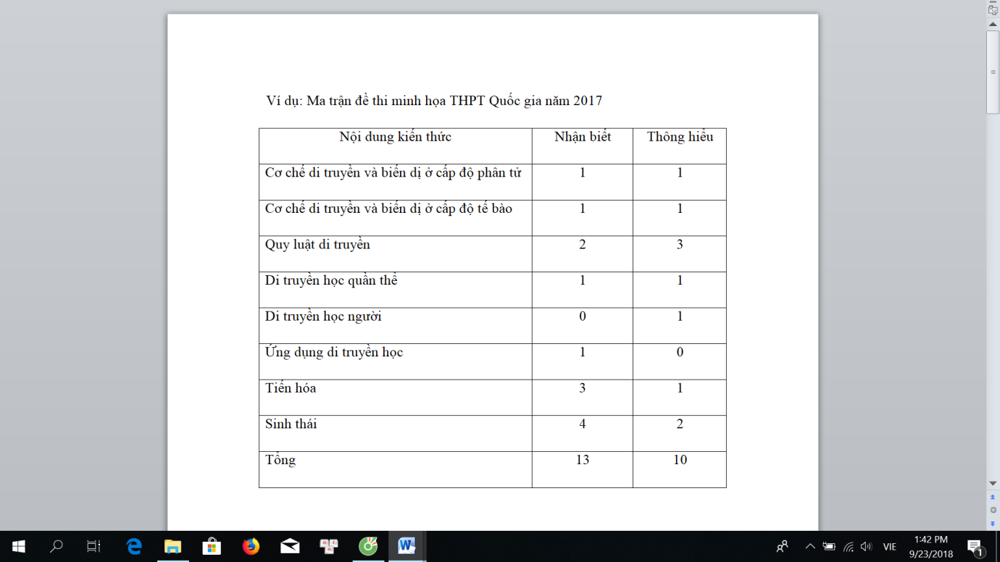 Ví dụ: Ma trận đề thi minh họa THPT Quốc gia năm 2017
Nội dung kiến thức Nhận biết Thông hiểu
Cơ chế di truyền và biến dị ở cấp độ phân tử 1 1
Cơ chế di truyền và biến dị ở cấp độ tế bào 1 1
Quy luật di truyền 2 3
Di truyền học quần thể 1 1
Di truyền học người 0 1
Ứng dụng di truyền học 1 0
Tiến hóa 3 1
Sinh thái 4 2
Tổng 13 10
VIE
1:42 PM
9/23/2018
1